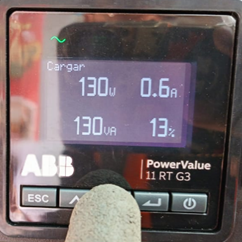 Cargar
130W 0.6A
130VA 13%
ABB PowerValue
11 RT G3
ESC